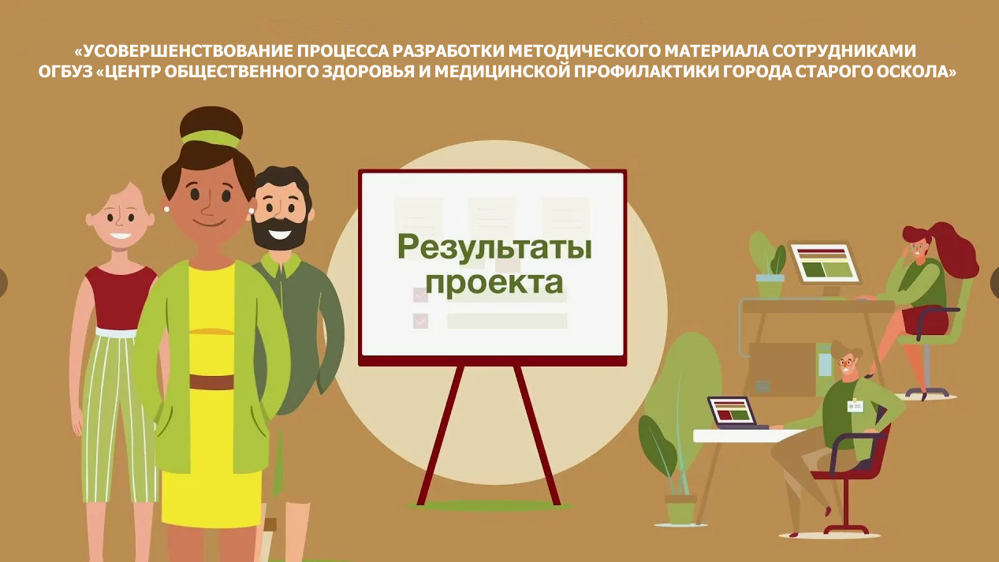 «УСОВЕРШЕНСТВОВАНИЕ ПРОЦЕССА РАЗРАБОТКИ МЕТОДИЧЕСКОГО МАТЕРИАЛА СОТРУДНИКАМИ
ОГБУЗ «ЦЕНТР ОБЩЕСТВЕННОГО ЗДОРОВЬЯ И МЕДИЦИНСКОЙ ПРОФИЛАКТИКИ ГОРОДА СТАРОГО ОСКОЛА»
Результаты
проекта